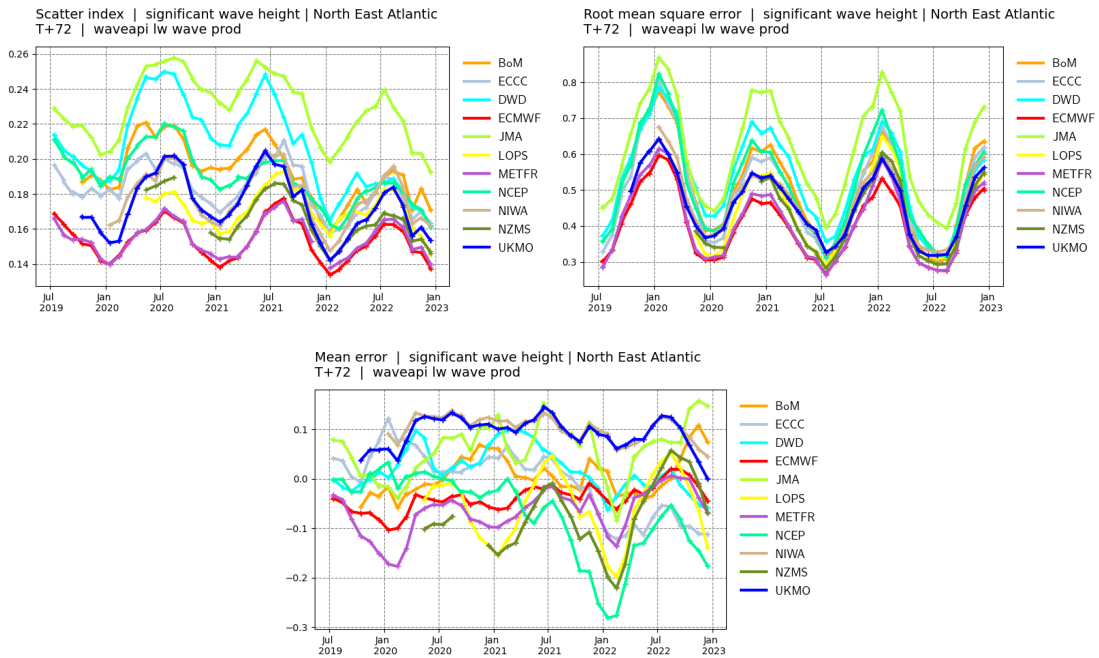 Scatter index | significant wave height | North East Atlantic
T+72 | waveapi lw wave prod
0.26
0.24
0.22
0.20
0.18
0.16
0.14
Jul
2019
Jan
2020
Jul
2020
Jan
2021
Jul
2021
Jan
2022
Jul
2022
Jan
2023
BoM
ECCC
DWD
ECMWF
JMA
LOPS
METFR
NCEP
NIWA
NZMS
UKMO
Root mean square error | significant wave height | North East Atlantic
T+72 | waveapi lw wave prod
0.8
0.7
0.6
0.5
0.4
0.3
Jul
2019
Jan
2020
Jul
2020
Jan
2021
Jul
2021
Jan
2022
Jul
2022
Jan
2023
BoM
ECCC
DWD
ECMWF
JMA
LOPS
METFR
NCEP
NIWA
NZMS
UKMO
Mean error | significant wave height | North East Atlantic
T+72 | waveapi lw wave prod
0.1
0.0
−0.1
−0.2
−0.3
Jul
2019
Jan
2020
Jul
2020
Jan
2021
Jul
2021
Jan
2022
Jul
2022
Jan
2023
BoM
ECCC
DWD
ECMWF
JMA
LOPS
METFR
NCEP
NIWA
NZMS
UKMO